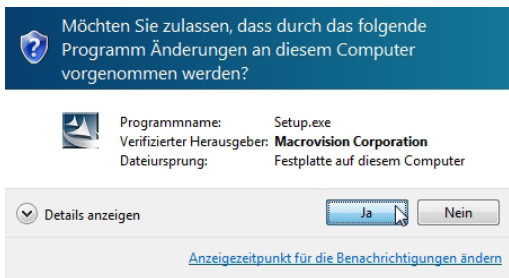 Möchten Sie zulassen, dass durch das folgende
Programm Änderungen an diesem Computer
vorgenommen werden?
Programmname: Setup.exe
Verifizierter Herausgeber: Macrovision Corporation
Dateiursprung: Festplatte auf diesem Computer
Details anzeigen Ja Nein
Anzeigezeitpunkt für die Benachrichtigungen ändern